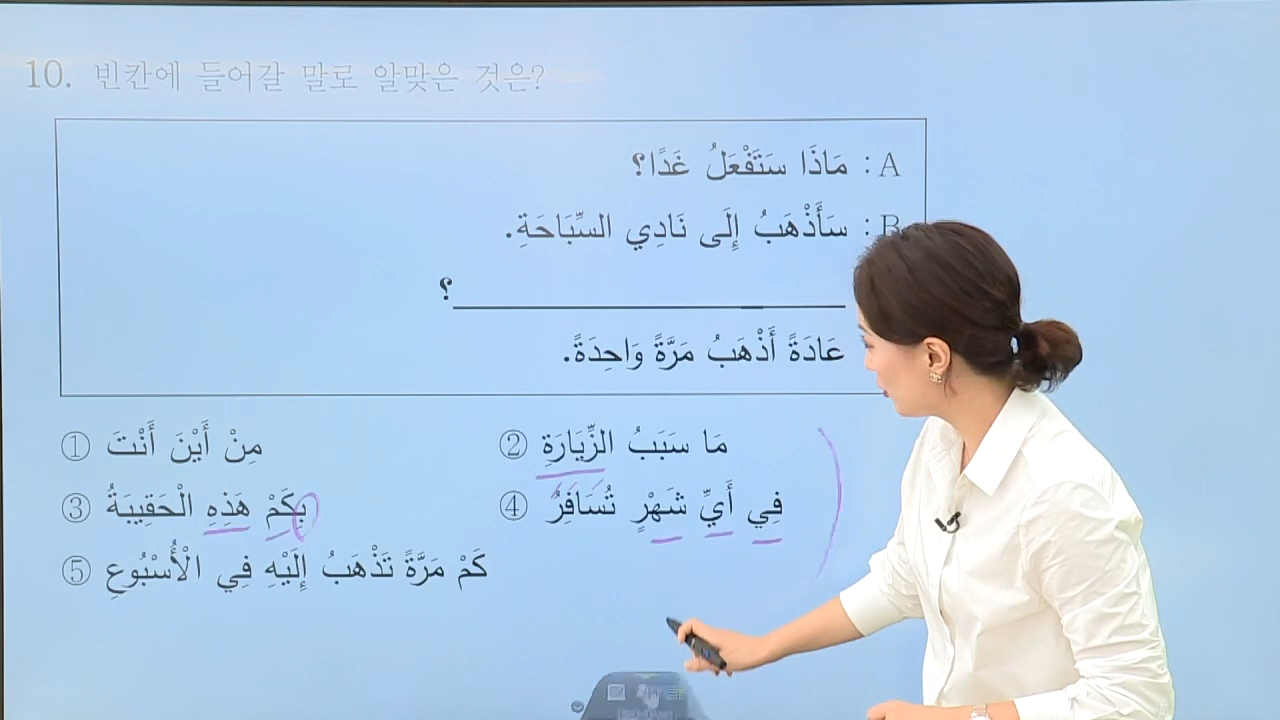 10. 빈칸에 들어갈 말로 알맞은 것은?
A : مَاذَا سَتَفْعَلُ غَدًا؟
B : سَأَذْهَبُ إِلَى نَادِي السِّبَاحَةِ.
؟
عَادَةً أَذْهَبُ مَرَّةً وَاحِدَةً.
① مِنْ أَيْنَ أَنْتَ
② مَا سَبَبُ الزِّيَارَةِ
③ بِكَمْ هَذِهِ الْحَقِيبَةُ
④ فِي أَيِّ شَهْرٍ تُسَافِرُ
⑤ كَمْ مَرَّةً تَذْهَبُ إِلَيْهِ فِي الْأُسْبُوعِ